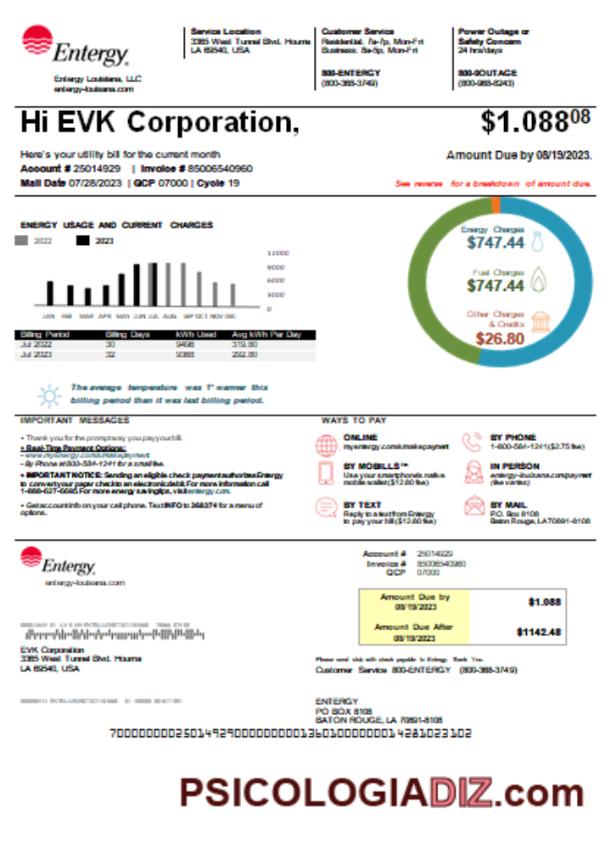 Entergy
Entergy Louisiana, LLC
entergy-louisiana.com
Service Location
3365 West Tunnel Blvd. Houma
LA 69540, USA
Customer Service
Residential. 7a-7p, Mon-Fri
Business. 8a-5p, Mon-Fri
800-ENTERGY
(800-368-3749)
Power Outage or
Safety Concern
24 hrs/days
800-9OUTAGE
(800-968-8243)
Hi EVK Corporation,
$1.08808
Here's your utility bill for the current month
Amount Due by 08/19/2023.
Account # 25014929 | Invoice # 85006540960
Mail Date 07/28/2023 | QCP 07000 | Cycle 19
See reverse for a breakdown of amount due.
ENERGY USAGE AND CURRENT CHARGES
2022 2023
12000
9000
6000
3000
0
JAN FEB MAR APR MAY JUN JUL AUG SEP OCT NOV DEC
Energy Charges
$747.44
Fuel Charges
$747.44
Other Charges
& Credits
$26.80
Billing Period Billing Days kWh Used Avg kWh Per Day
Jul 2022 30 9496 319.80
Jul 2023 32 9368 292.80
The average temperature was 1° warmer this
billing period than it was last billing period.
IMPORTANT MESSAGES
• Thank you for the prompt way you pay your bill.
• Real-Time Payment Options:
- www.myEntergy.com/makepayment
- By Phone at 800-584-1241 for a small fee.
• IMPORTANT NOTICE: Sending an eligible check payment authorizes Entergy
to convert your paper check to an electronic debit. For more information call
1-888-627-6695 For more energy saving tips, visit entergy.com.
• Get account info on your cell phone. Text INFO to 368374 for a menu of
options.
WAYS TO PAY
ONLINE
myentergy.com/makepayment
BY PHONE
1-800-584-1241($2.75 fee)
BY MOBILLS™
Use your smartphone's native
mobile wallet ($12.80 fee)
IN PERSON
entergy-louisiana.com/payment
(fee varies)
BY TEXT
Reply to a text from Entergy
to pay your bill ($12.80 fee)
BY MAIL
P.O. Box 8108
Baton Rouge, LA 70891-8108
Entergy
entergy-louisiana.com
Account # 25014929
Invoice # 85006540960
QCP 07000
Amount Due by
08/19/2023
$1.088
Amount Due After
08/19/2023
$1142.48
EVK Corporation
3365 West Tunnel Blvd. Houma
LA 69540, USA
Please send stub with check payable to Entergy. Thank You.
Customer Service 800-ENTERGY (800-368-3749)
ENTERGY
PO BOX 8108
BATON ROUGE, LA 70891-8108
PSICOLOGIADIZ.com